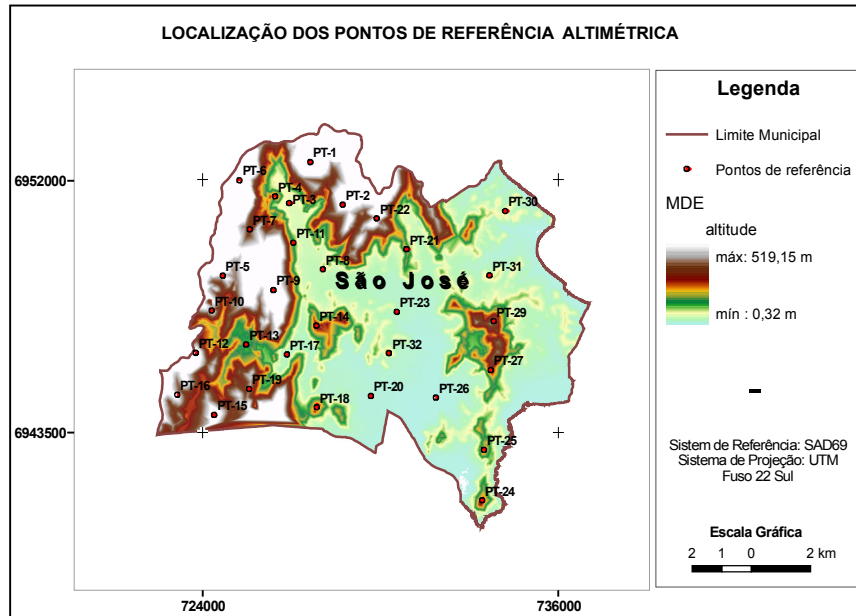 LOCALIZAÇÃO DOS PONTOS DE REFERÊNCIA ALTIMÉTRICA
Legenda
Limite Municipal
Pontos de referência
MDE
altitude
máx: 519,15 m
mín : 0,32 m
Sistem de Referência: SAD69
Sistema de Projeção: UTM
Fuso 22 Sul
Escala Gráfica
2 1 0 2 km
6952000
6943500
724000
736000
São José
PT-1
PT-6
PT-4
PT-3
PT-2
PT-22
PT-30
PT-7
PT-11
PT-21
PT-8
PT-5
PT-31
PT-9
PT-10
PT-23
PT-14
PT-29
PT-13
PT-12
PT-17
PT-32
PT-27
PT-19
PT-16
PT-20
PT-26
PT-18
PT-15
PT-25
PT-24